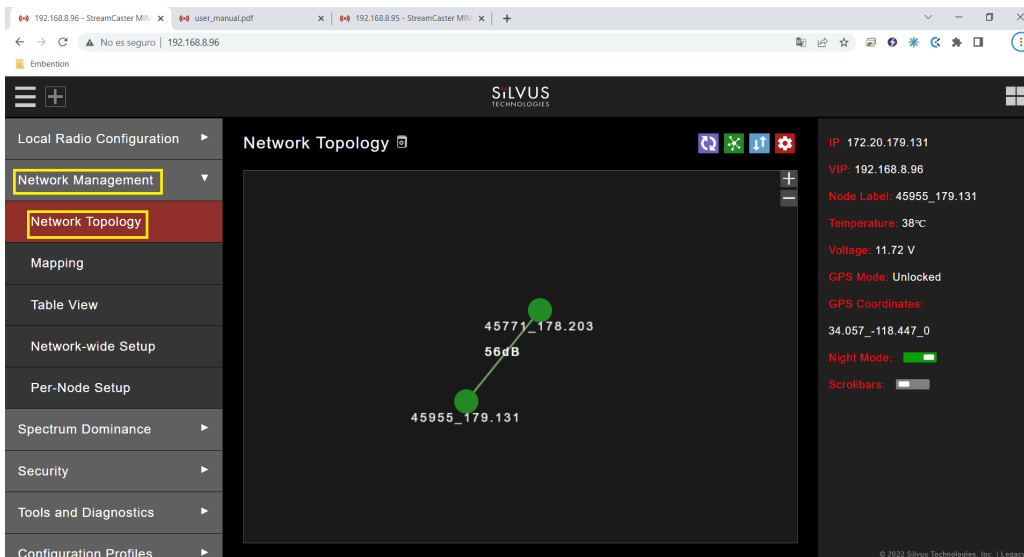 192.168.8.96 - StreamCaster MIM
user_manual.pdf
192.168.8.95 - StreamCaster MIM
No es seguro | 192.168.8.96
Embention
SiLVUS
TECHNOLOGIES
Local Radio Configuration
Network Management
Network Topology
Mapping
Table View
Network-wide Setup
Per-Node Setup
Spectrum Dominance
Security
Tools and Diagnostics
Configuration Profiles
Network Topology
45771_178.203
56dB
45955_179.131
IP: 172.20.179.131
VIP: 192.168.8.96
Node Label: 45955_179.131
Temperature: 38℃
Voltage: 11.72 V
GPS Mode: Unlocked
GPS Coordinates:
34.057_-118.447_0
Night Mode:
Scrollbars:
© 2022 Silvus Technologies, Inc. | Legacy